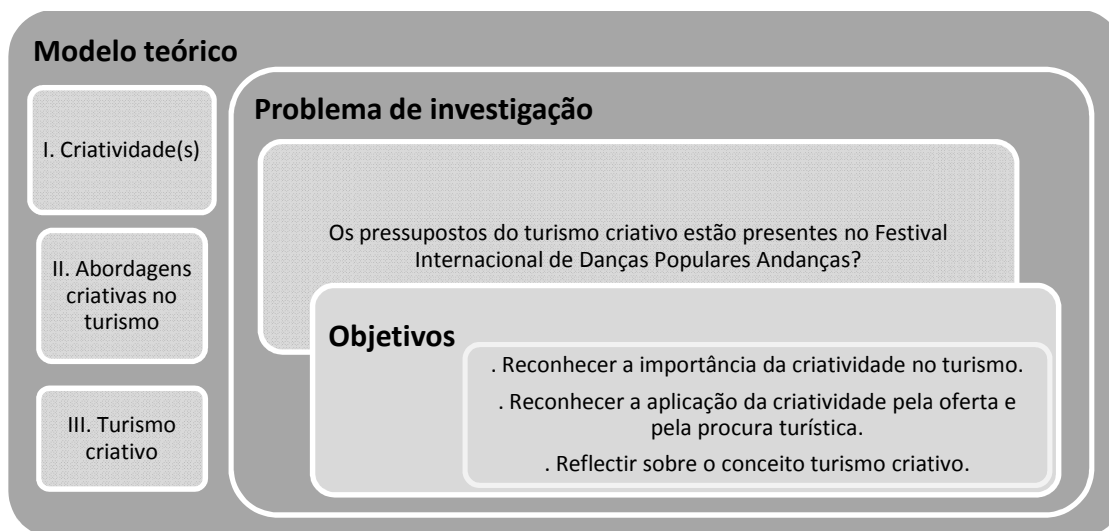 Modelo teórico
I. Criatividade(s)
II. Abordagens
criativas no
turismo
III. Turismo
criativo
Problema de investigação
Os pressupostos do turismo criativo estão presentes no Festival
Internacional de Danças Populares Andanças?
Objetivos
. Reconhecer a importância da criatividade no turismo.
. Reconhecer a aplicação da criatividade pela oferta e
pela procura turística.
. Reflectir sobre o conceito turismo criativo.